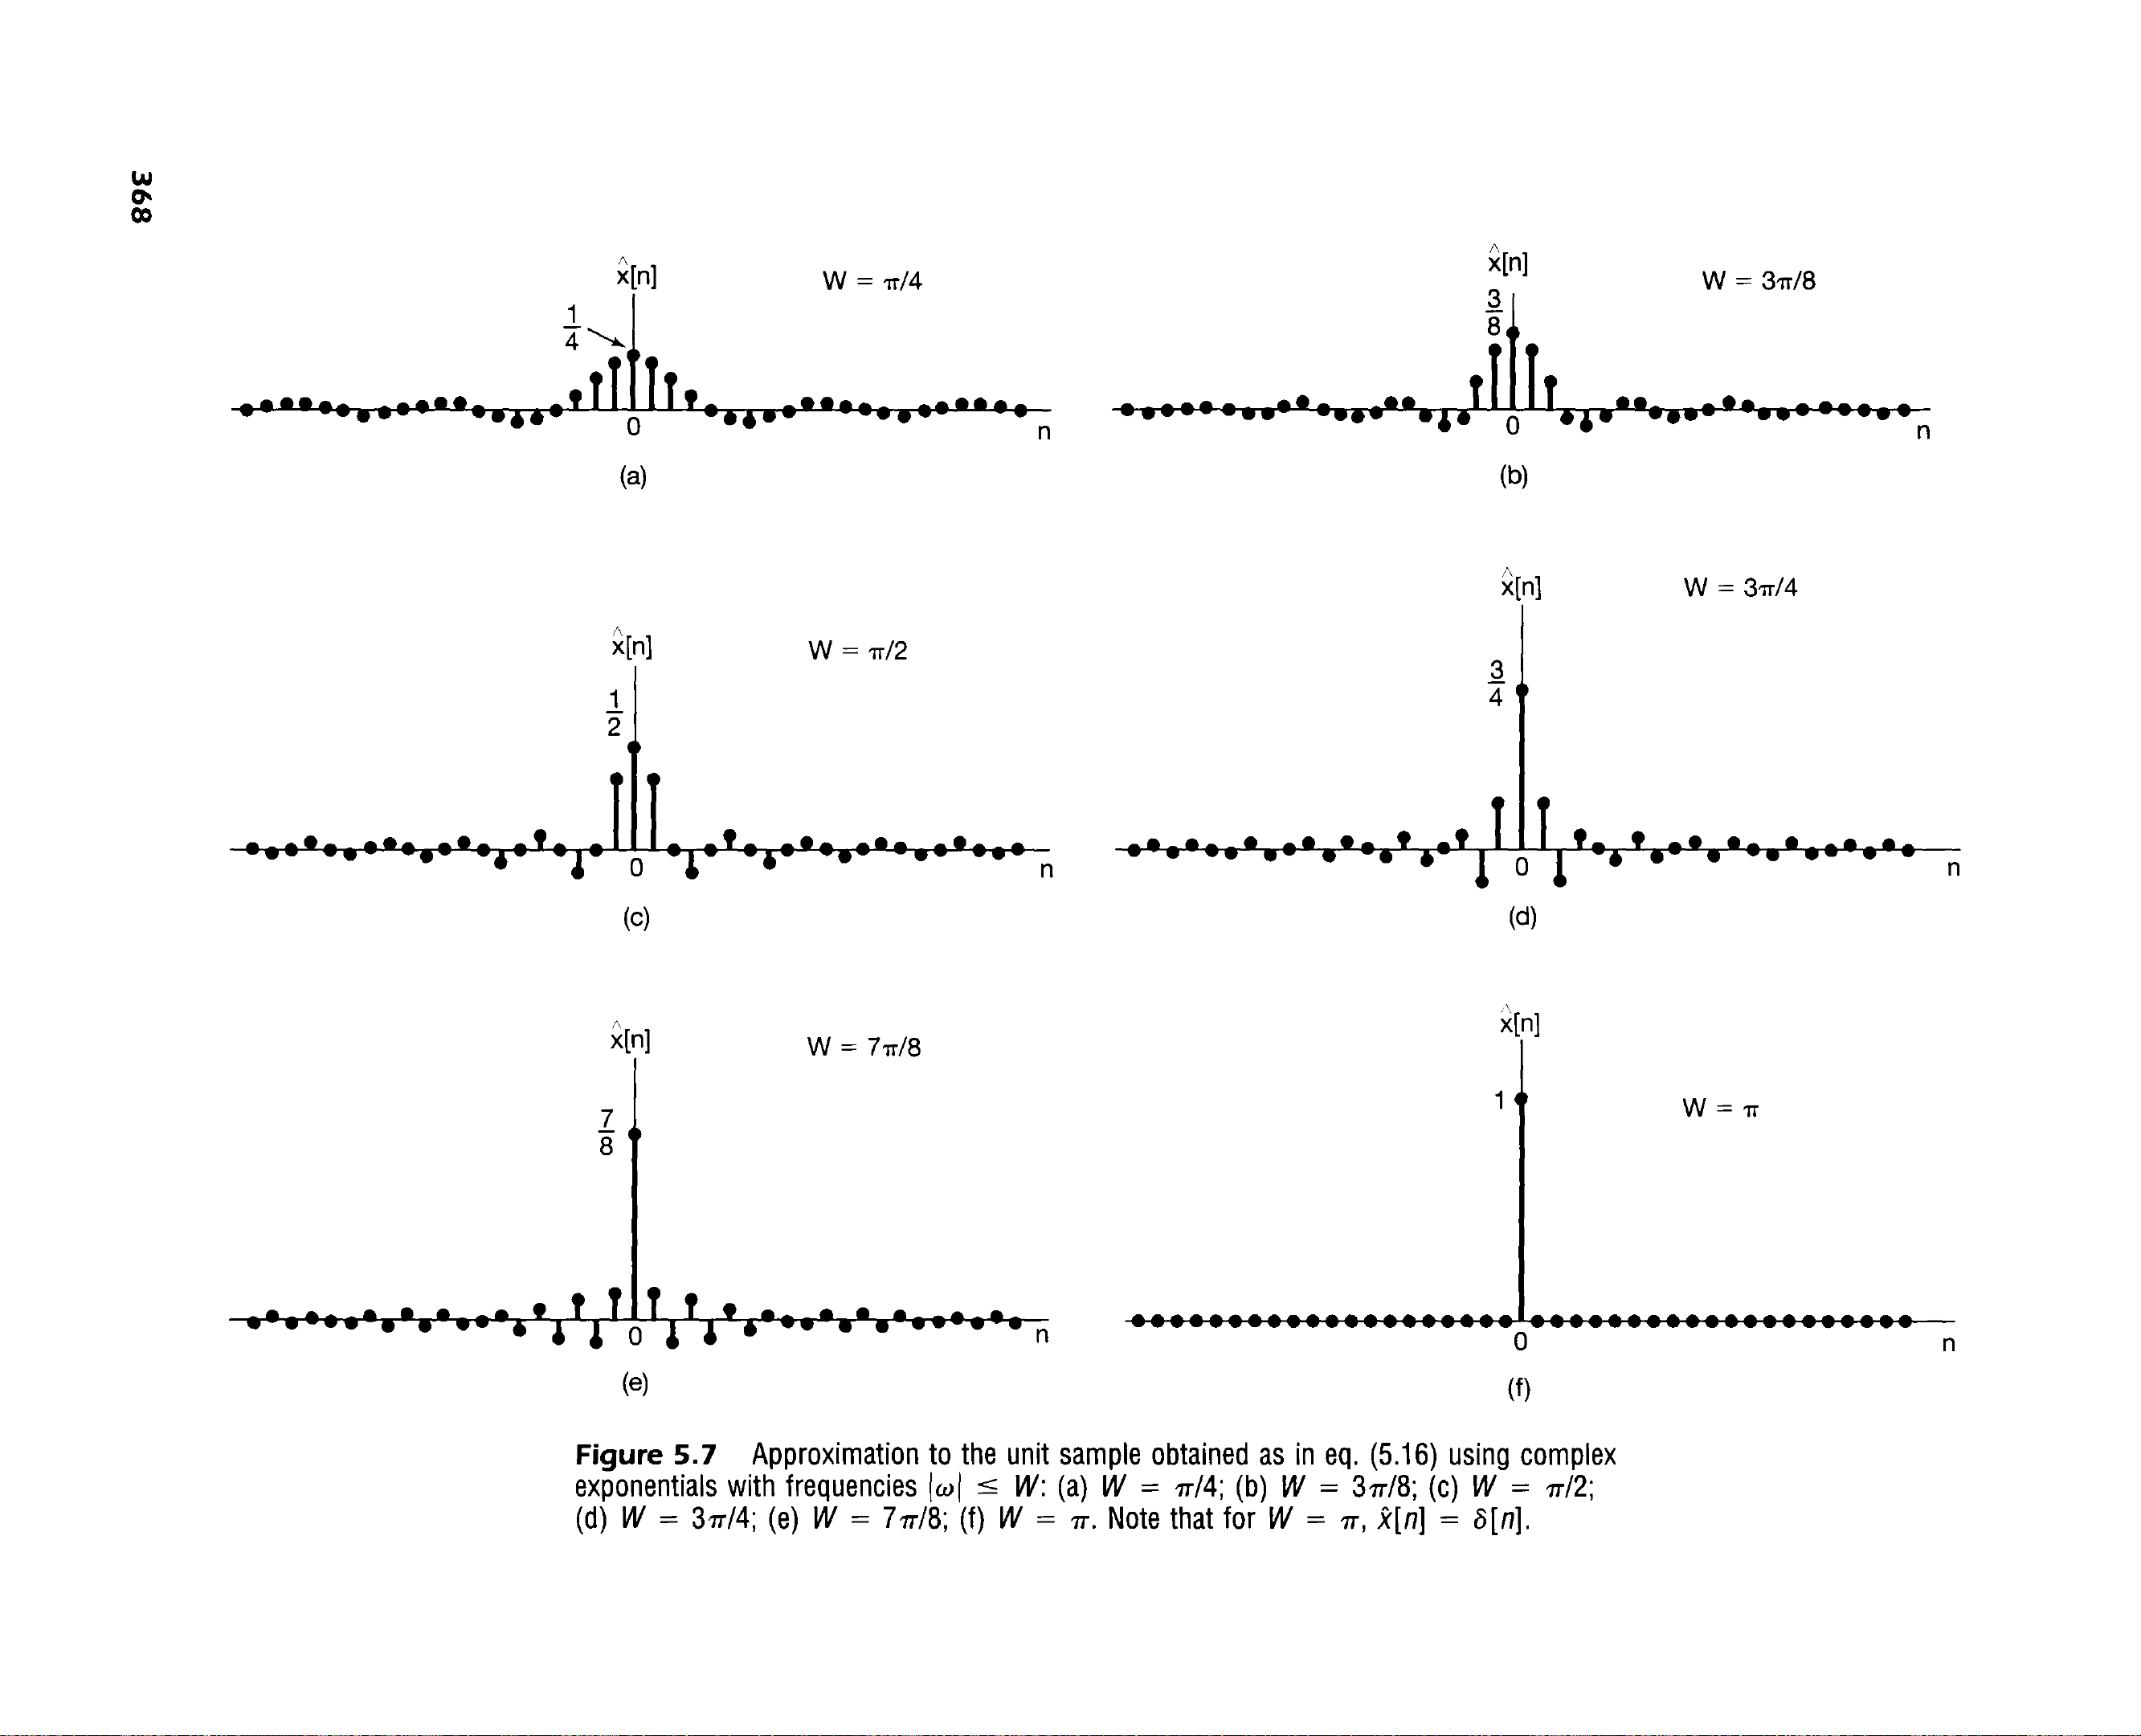 368
x̂[n]
W = π/4
1/4
0
n
(a)
x̂[n]
W = 3π/8
3/8
0
n
(b)
x̂[n]
W = π/2
1/2
0
n
(c)
x̂[n]
W = 3π/4
3/4
0
n
(d)
x̂[n]
W = 7π/8
7/8
0
n
(e)
x̂[n]
W = π
1
0
n
(f)
Figure 5.7 Approximation to the unit sample obtained as in eq. (5.16) using complex
exponentials with frequencies |ω| ≤ W: (a) W = π/4; (b) W = 3π/8; (c) W = π/2;
(d) W = 3π/4; (e) W = 7π/8; (f) W = π. Note that for W = π, x̂[n] = δ[n].